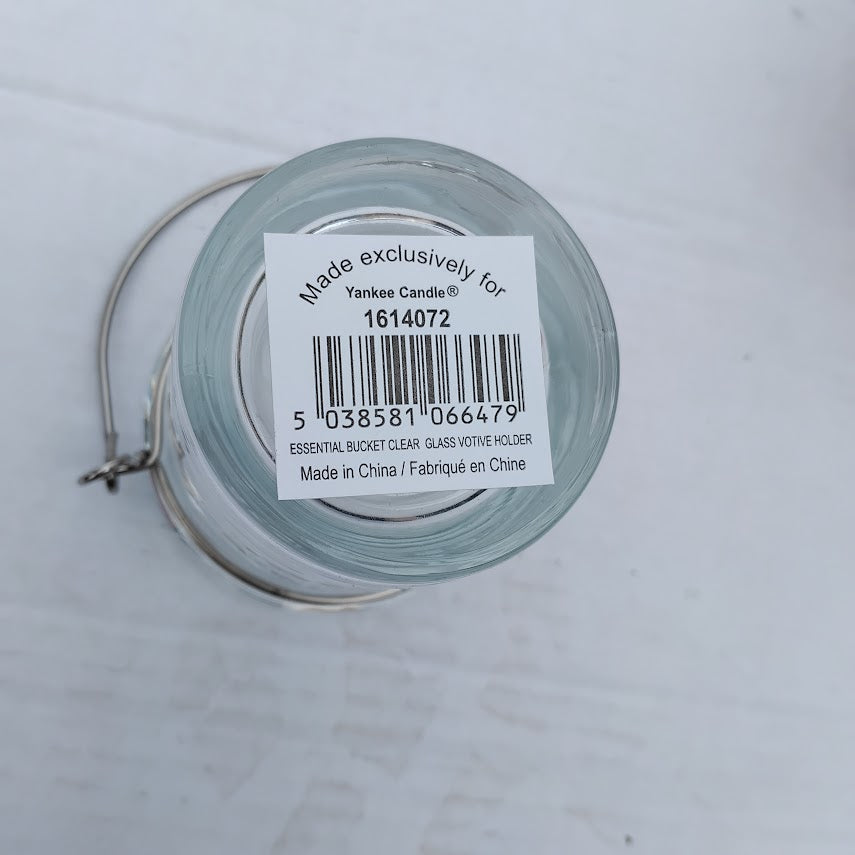 Made exclusively for
Yankee Candle®
1614072
5 038581 066479
ESSENTIAL BUCKET CLEAR GLASS VOTIVE HOLDER
Made in China / Fabriqué en Chine